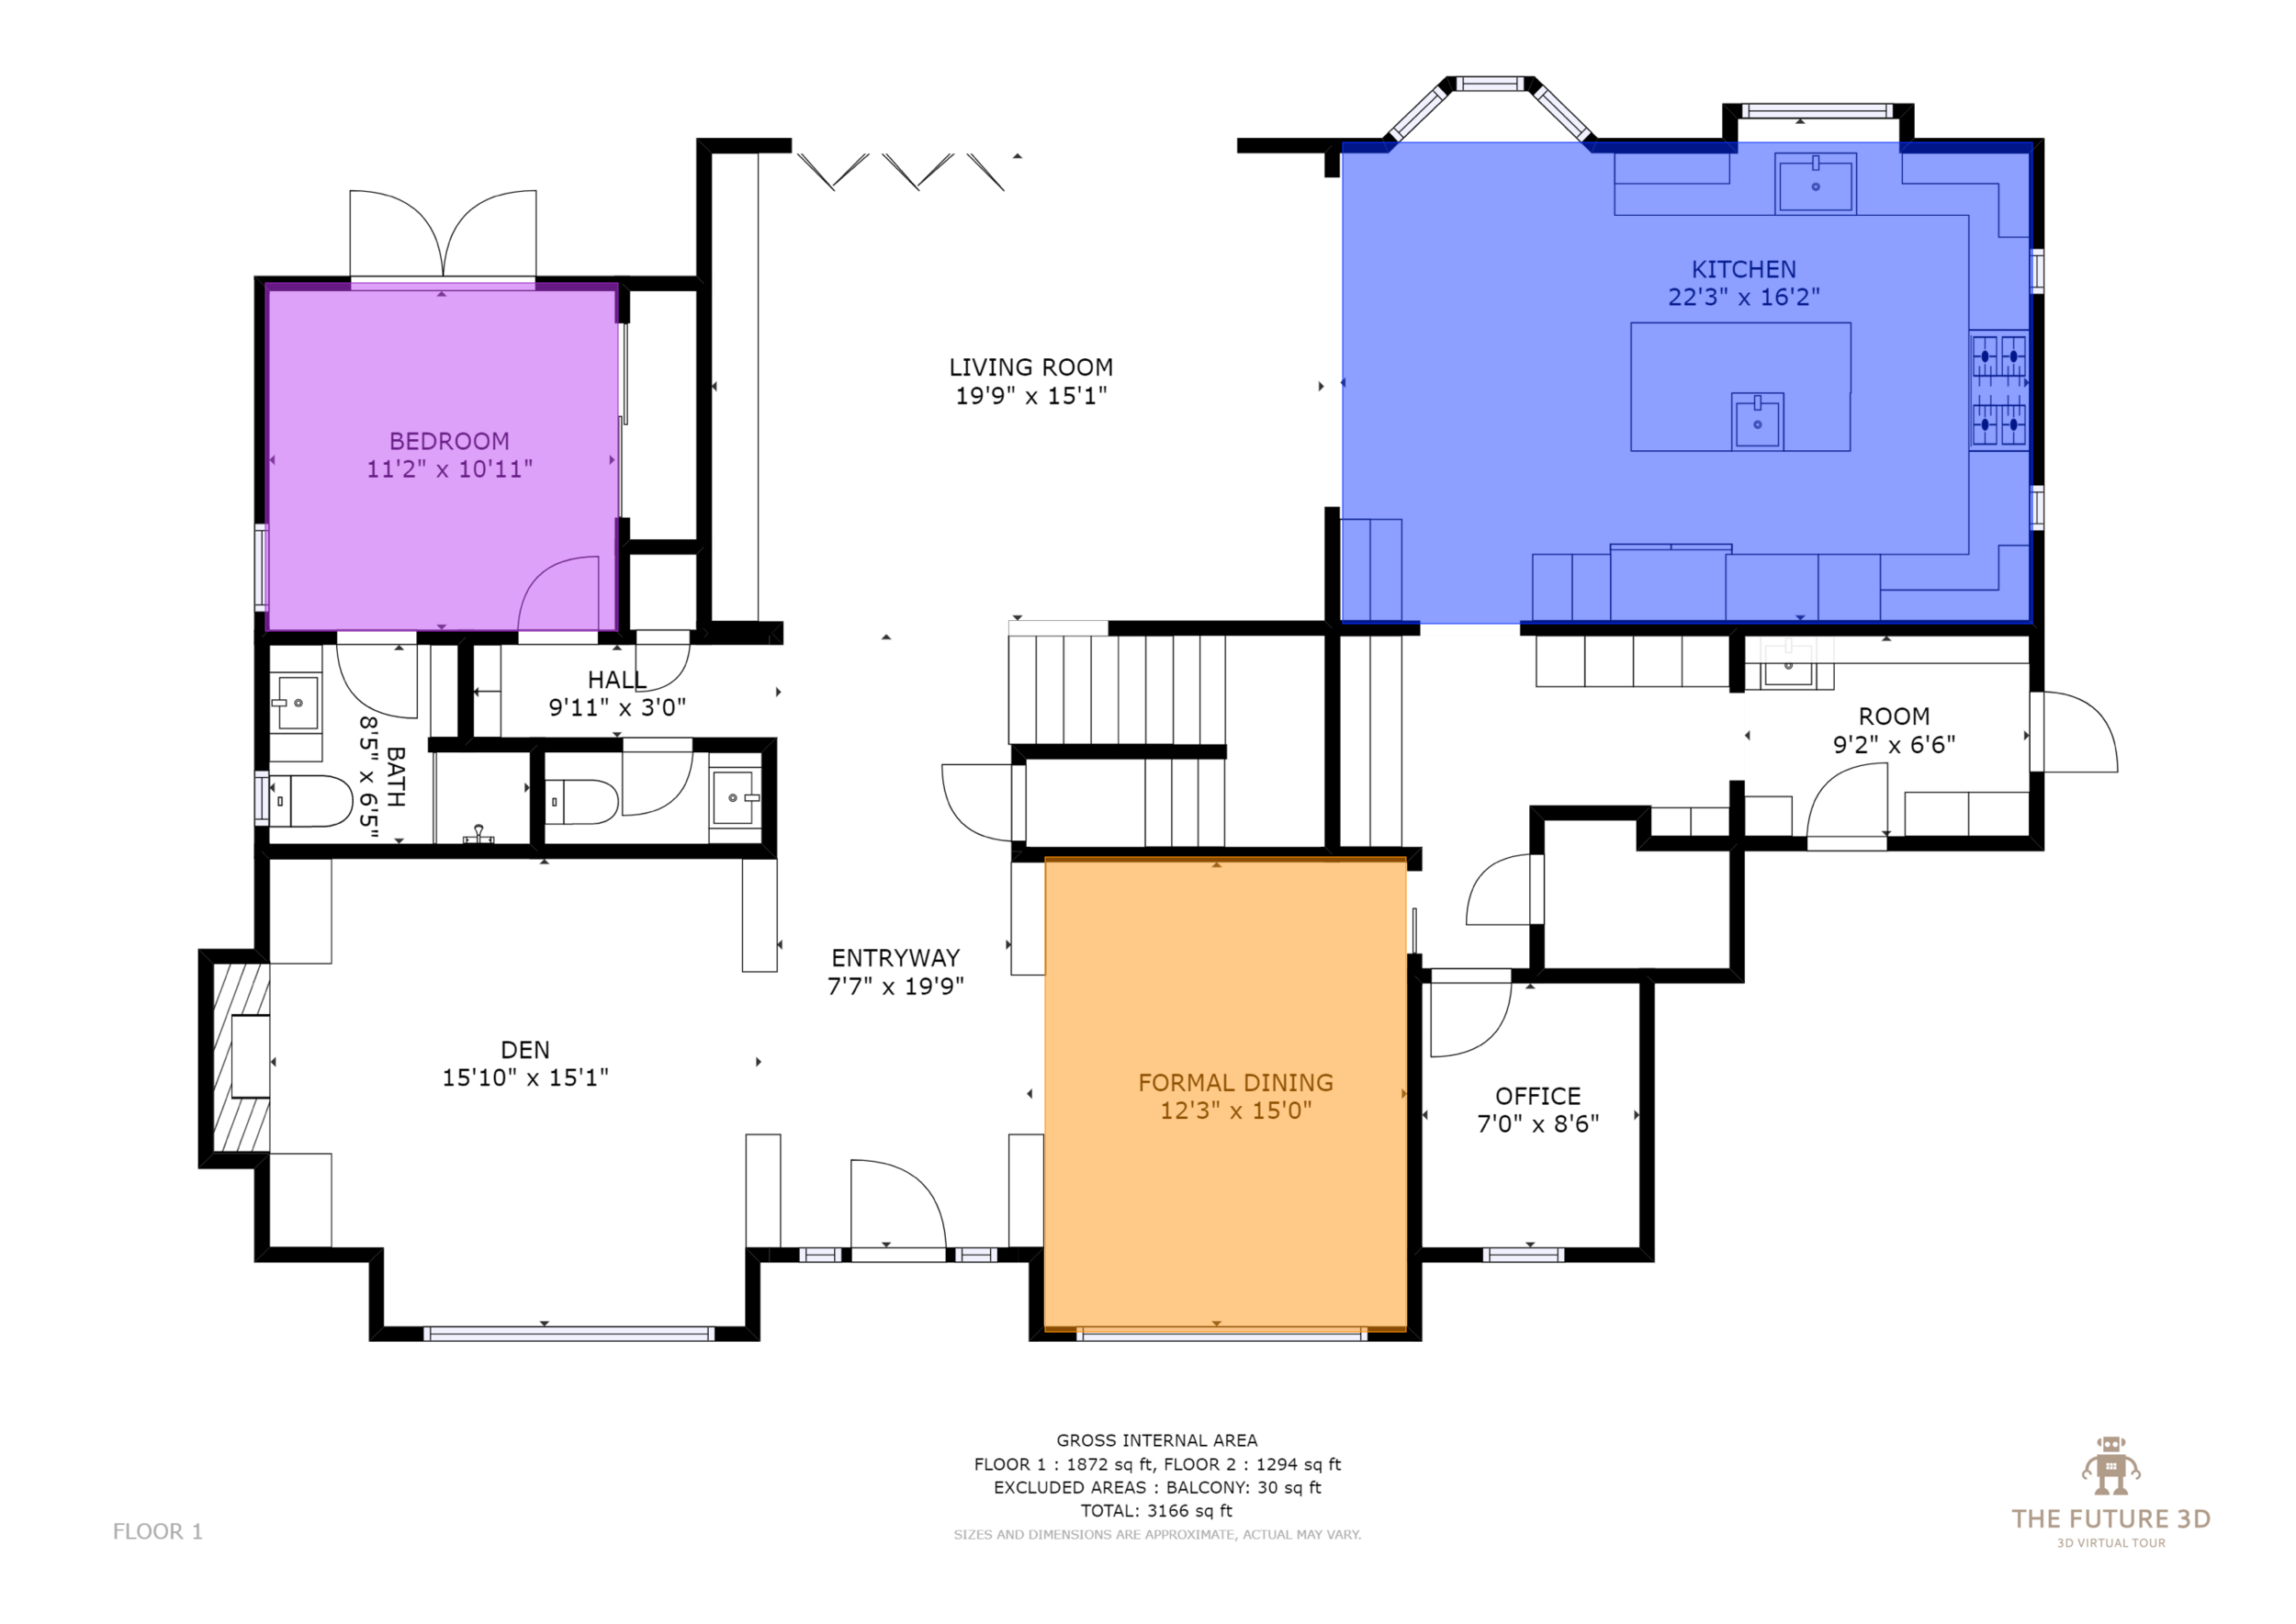 KITCHEN
22'3" x 16'2"
LIVING ROOM
19'9" x 15'1"
BEDROOM
11'2" x 10'11"
HALL
9'11" x 3'0"
BATH
8'5" x 6'5"
ROOM
9'2" x 6'6"
ENTRYWAY
7'7" x 19'9"
DEN
15'10" x 15'1"
FORMAL DINING
12'3" x 15'0"
OFFICE
7'0" x 8'6"
GROSS INTERNAL AREA
FLOOR 1 : 1872 sq ft, FLOOR 2 : 1294 sq ft
EXCLUDED AREAS : BALCONY: 30 sq ft
TOTAL: 3166 sq ft
SIZES AND DIMENSIONS ARE APPROXIMATE, ACTUAL MAY VARY.
FLOOR 1
THE FUTURE 3D
3D VIRTUAL TOUR